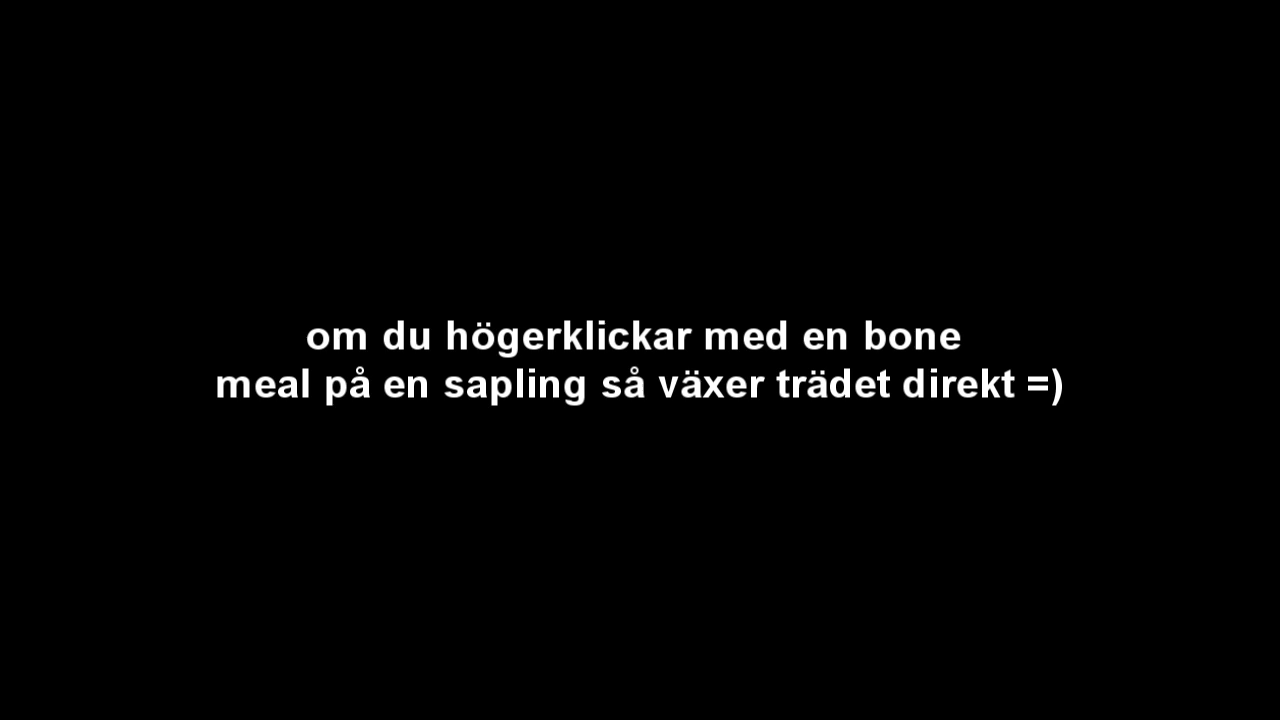 om du högerklickar med en bone
meal på en sapling så växer trädet direkt =)